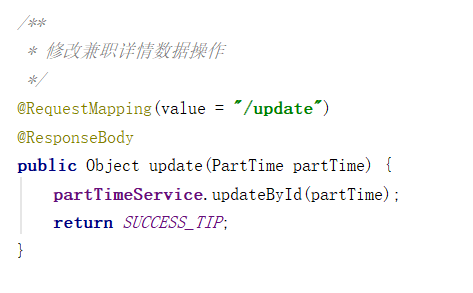 /**
 * 修改兼职详情数据操作
 */
@RequestMapping(value = "/update")
@ResponseBody
public Object update(PartTime partTime) {
    partTimeService.updateById(partTime);
    return SUCCESS_TIP;
}